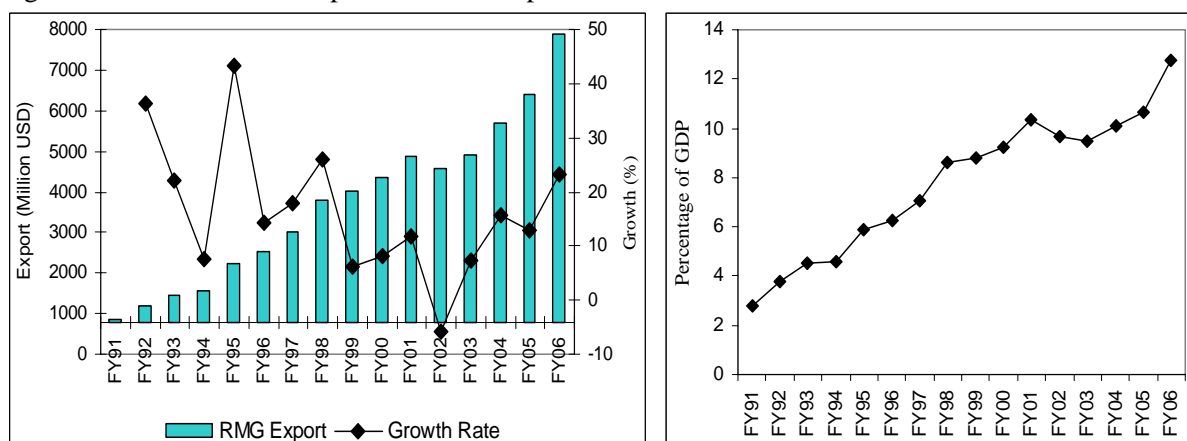 8000
7000
6000
5000
4000
3000
2000
1000
0
Export (Million USD)
50
40
30
20
10
0
-10
Growth (%)
FY91
FY92
FY93
FY94
FY95
FY96
FY97
FY98
FY99
FY00
FY01
FY02
FY03
FY04
FY05
FY06
RMG Export
Growth Rate
14
12
10
8
6
4
2
0
Percentage of GDP
FY91
FY92
FY93
FY94
FY95
FY96
FY97
FY98
FY99
FY00
FY01
FY02
FY03
FY04
FY05
FY06